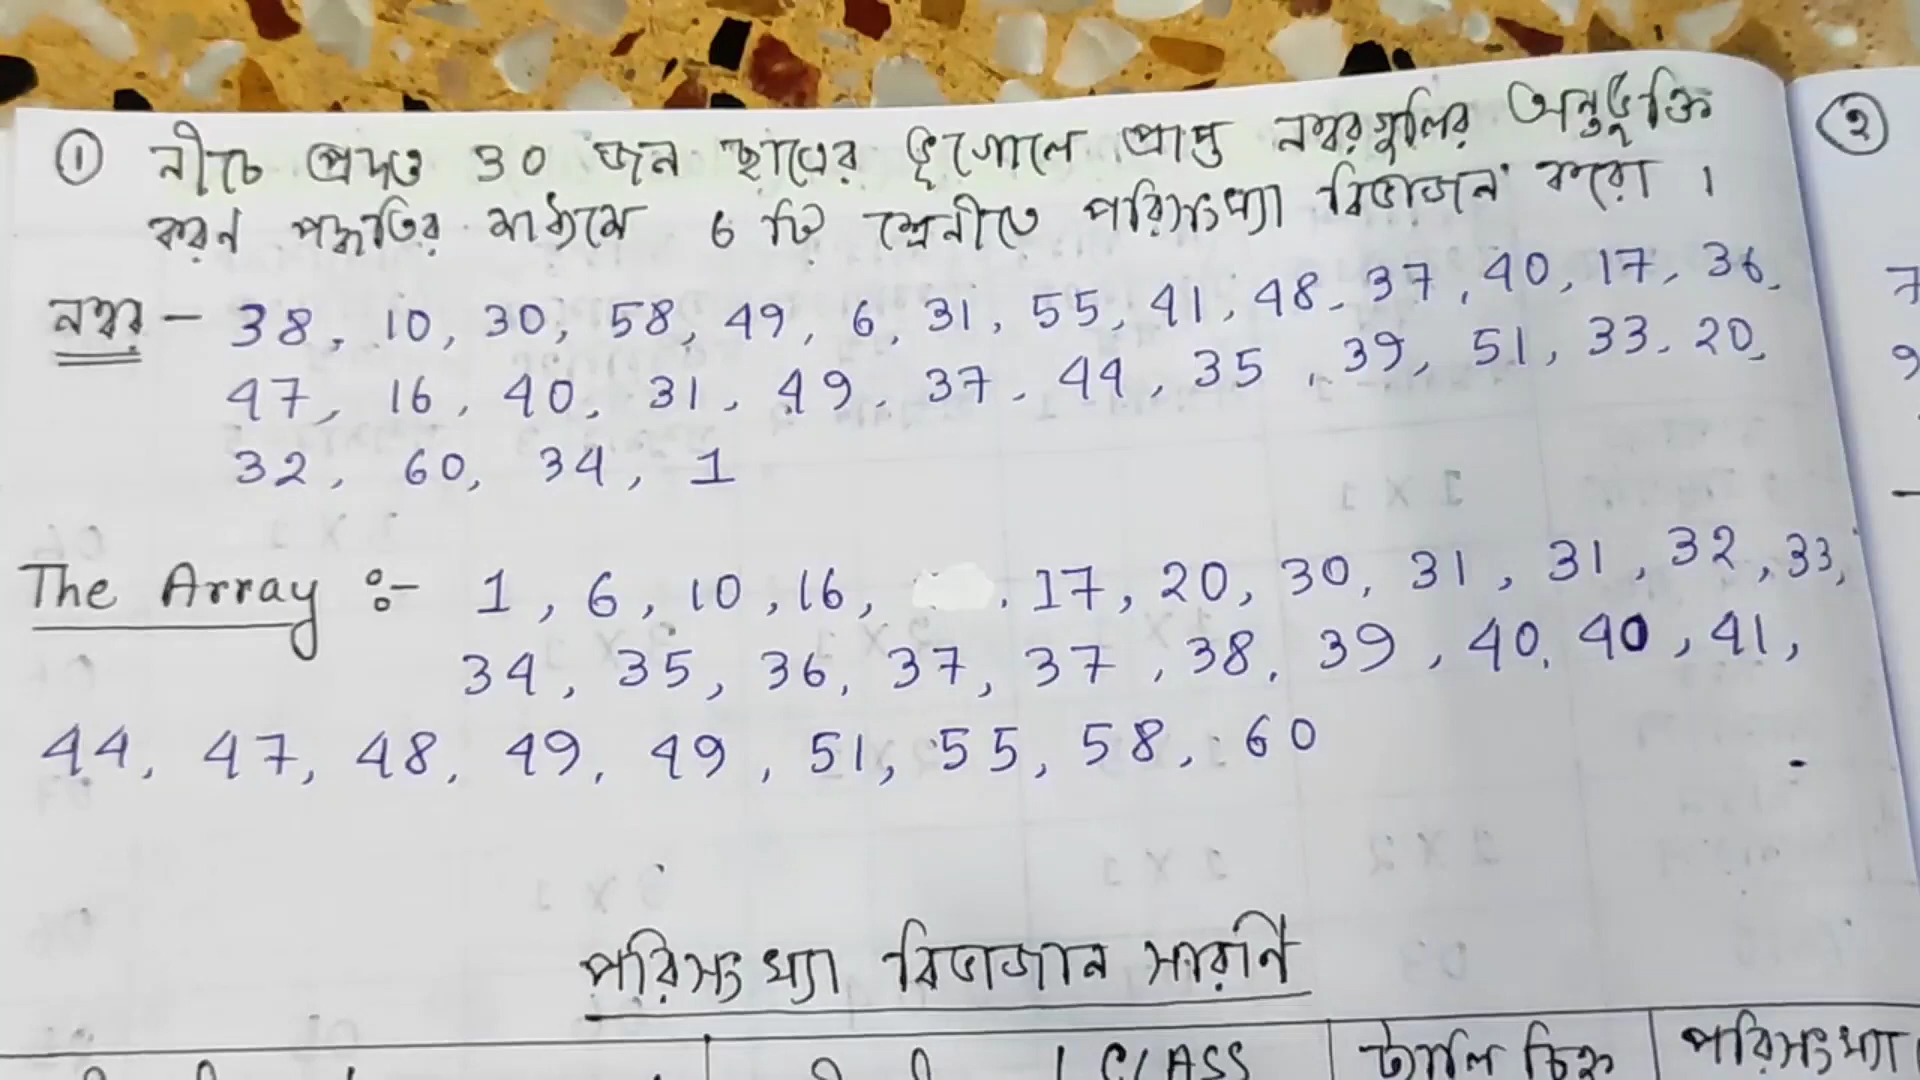 ① নীচে প্রদত্ত 30 জন ছাত্রের ভূগোলে প্রাপ্ত নম্বরগুলির অন্তর্ভুক্তি
করণ পদ্ধতির মাধ্যমে 6 টি শ্রেনীতে পরিসংখ্যা বিভাজন করো ।
নম্বর – 38, 10, 30, 58, 49, 6, 31, 55, 41, 48, 37, 40, 17, 36,
47, 16, 40, 31, 49, 37, 44, 35, 39, 51, 33, 20,
32, 60, 34, 1
The Array :- 1, 6, 10, 16, 17, 20, 30, 31, 31, 32, 33,
34, 35, 36, 37, 37, 38, 39, 40, 40, 41,
44, 47, 48, 49, 49, 51, 55, 58, 60
পরিসংখ্যা বিভাজান সারণি
CLASS ট্যালি চিহ্ন পরিসংখ্যা
②
7
9